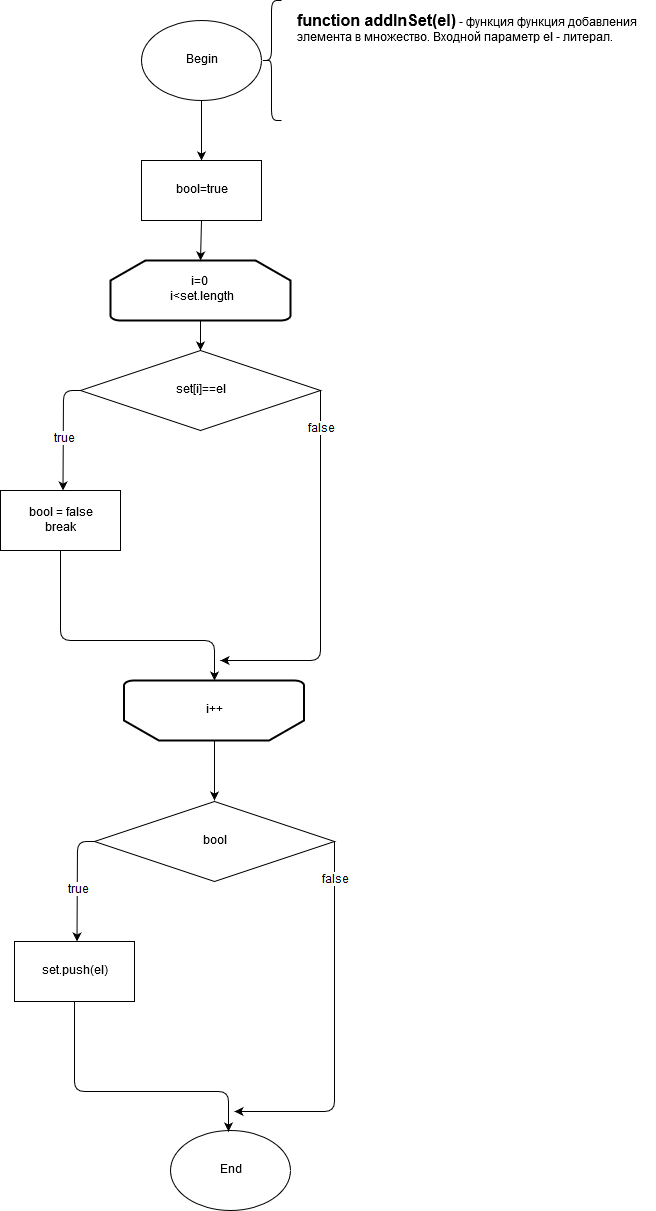 function addInSet(el) - функция функция добавления
элемента в множество. Входной параметр el - литерал.
Begin
bool=true
i=0
i<set.length
set[i]==el
true
false
bool = false
break
i++
bool
true
false
set.push(el)
End